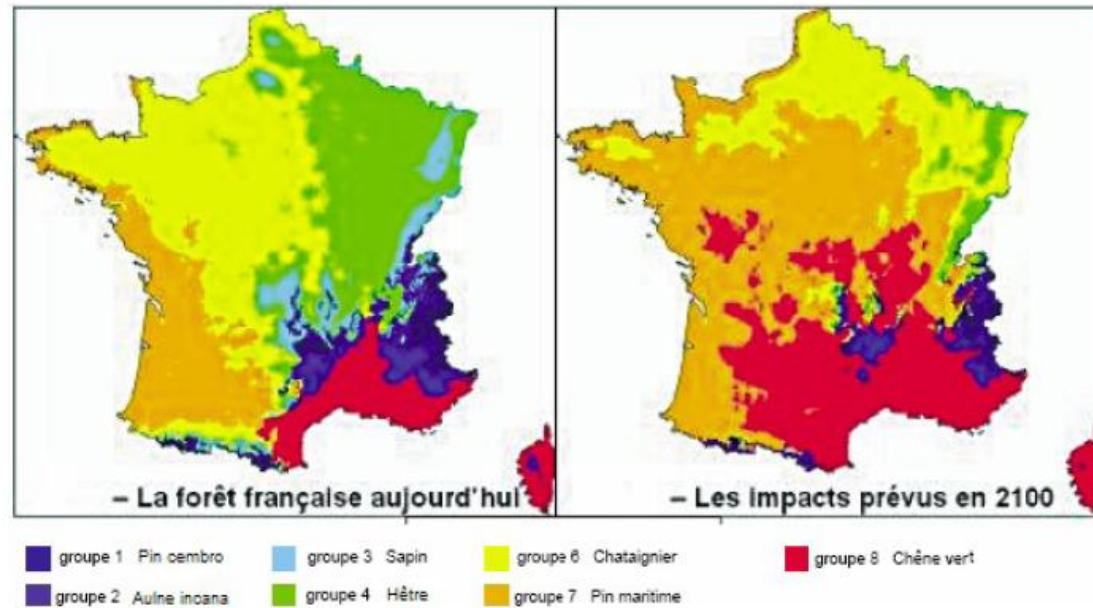 – La forêt française aujourd'hui
– Les impacts prévus en 2100
groupe 1 Pin cembro
groupe 3 Sapin
groupe 6 Chataignier
groupe 8 Chêne vert
groupe 2 Aulne incana
groupe 4 Hêtre
groupe 7 Pin maritime